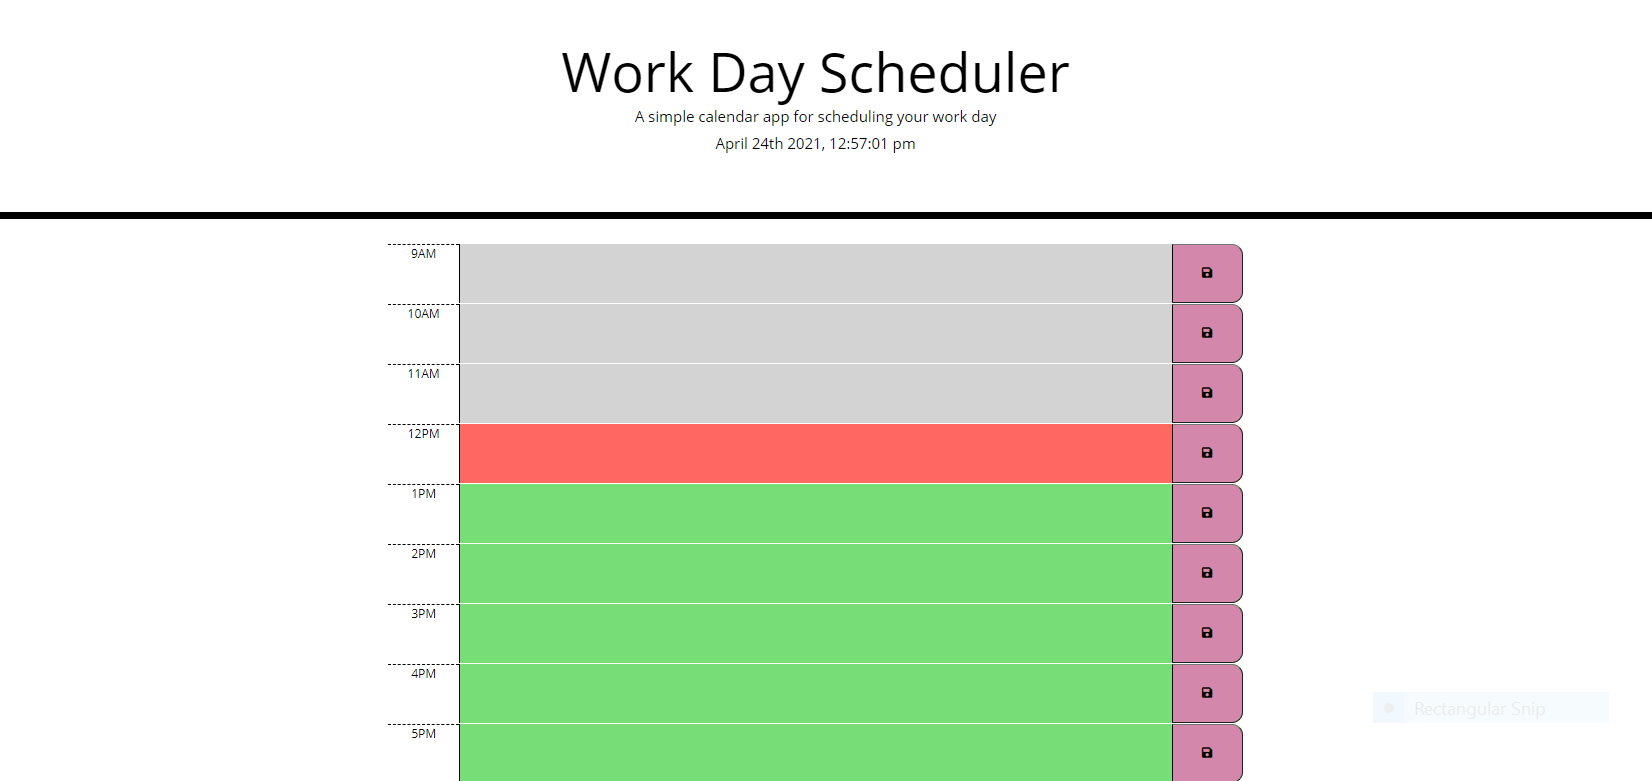 Work Day Scheduler
A simple calendar app for scheduling your work day
April 24th 2021, 12:57:01 pm
9AM
10AM
11AM
12PM
1PM
2PM
3PM
4PM
Rectangular Snip
5PM